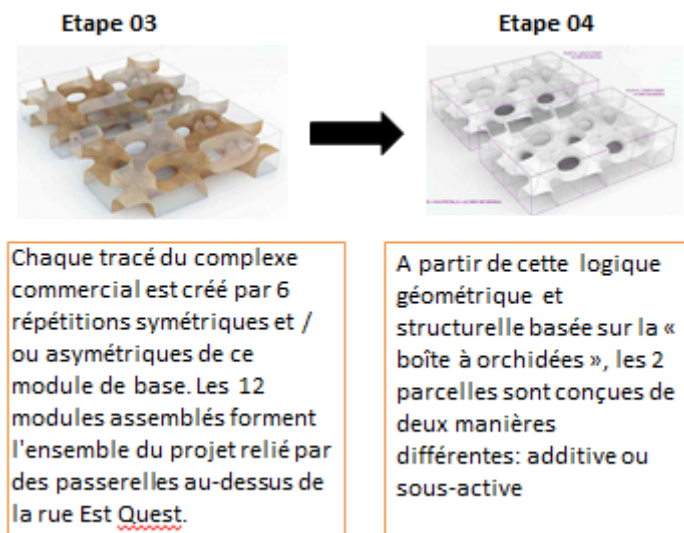 Etape 03
Etape 04
Chaque tracé du complexe
commercial est créé par 6
répétitions symétriques et /
ou asymétriques de ce
module de base. Les 12
modules assemblés forment
l'ensemble du projet relié par
des passerelles au-dessus de
la rue Est Quest.
A partir de cette logique
géométrique et
structurelle basée sur la «
boîte à orchidées », les 2
parcelles sont conçues de
deux manières
différentes: additive ou
sous-active